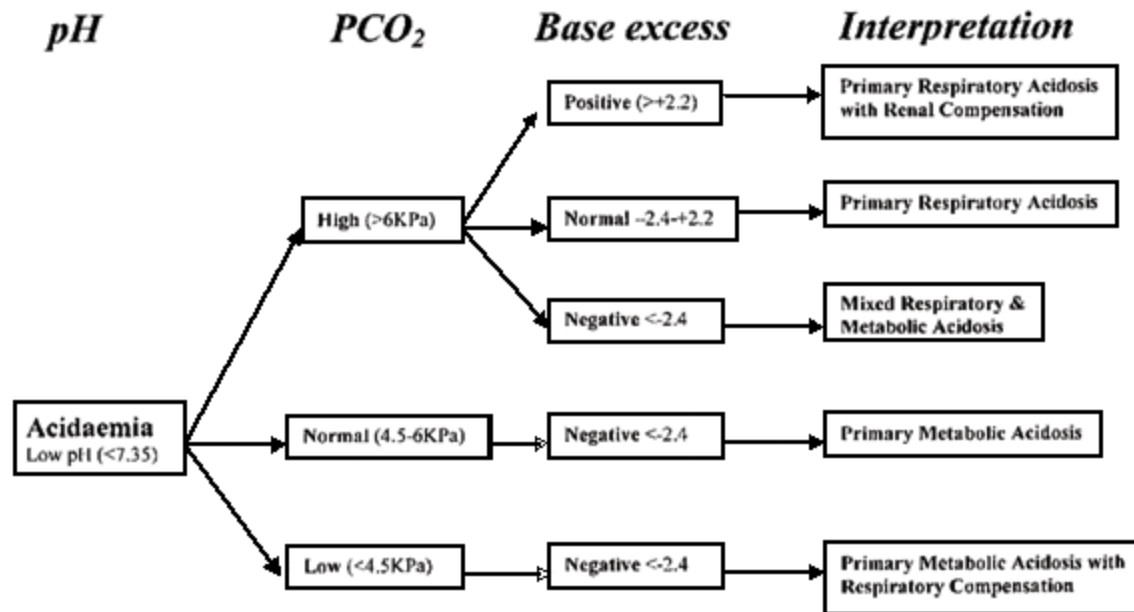 pH PCO₂ Base excess Interpretation
Positive (>+2.2)
Primary Respiratory Acidosis
with Renal Compensation
High (>6KPa)
Normal –2.4-+2.2
Primary Respiratory Acidosis
Negative <-2.4
Mixed Respiratory &
Metabolic Acidosis
Acidaemia
Low pH (<7.35)
Normal (4.5-6KPa)
Negative <-2.4
Primary Metabolic Acidosis
Low (<4.5KPa)
Negative <-2.4
Primary Metabolic Acidosis with
Respiratory Compensation